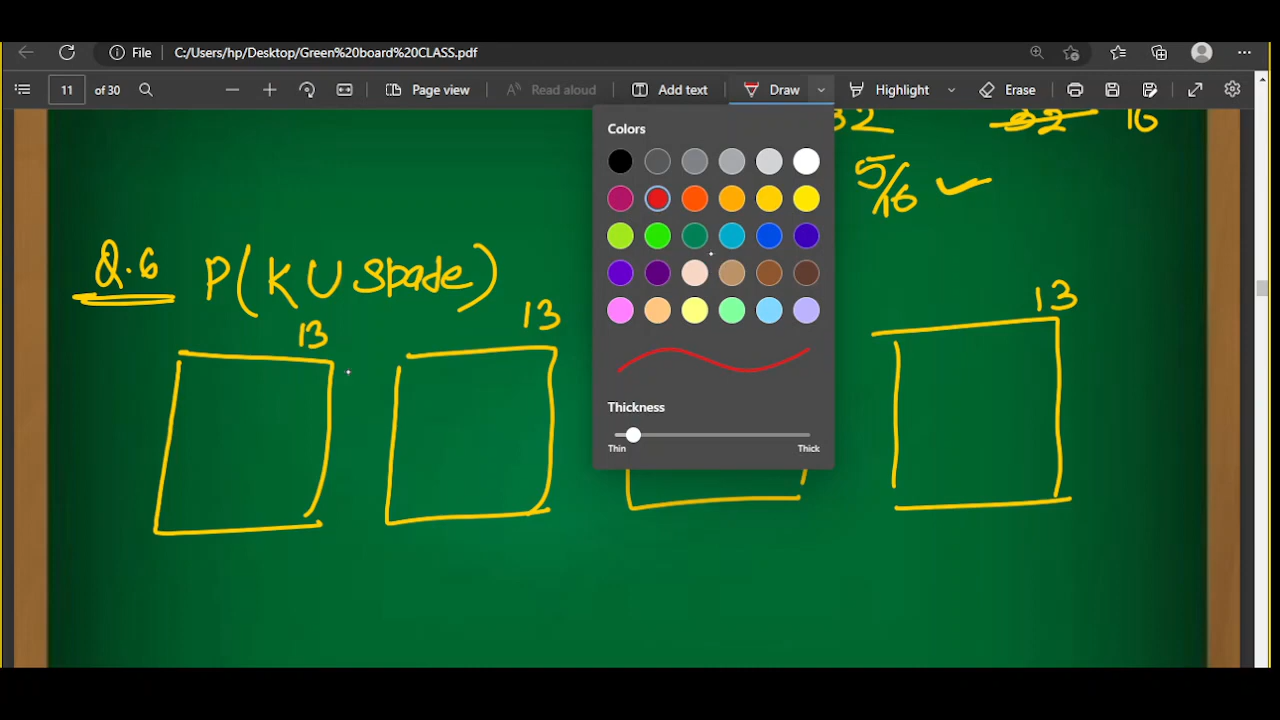 File C:/Users/hp/Desktop/Green%20board%20CLASS.pdf
11 of 30 Page view Read aloud Add text Draw Highlight Erase
Colors
32 32 16
5/16 ✓
Q.6 P(K U Spade)
13 13 13
Thickness
Thin Thick